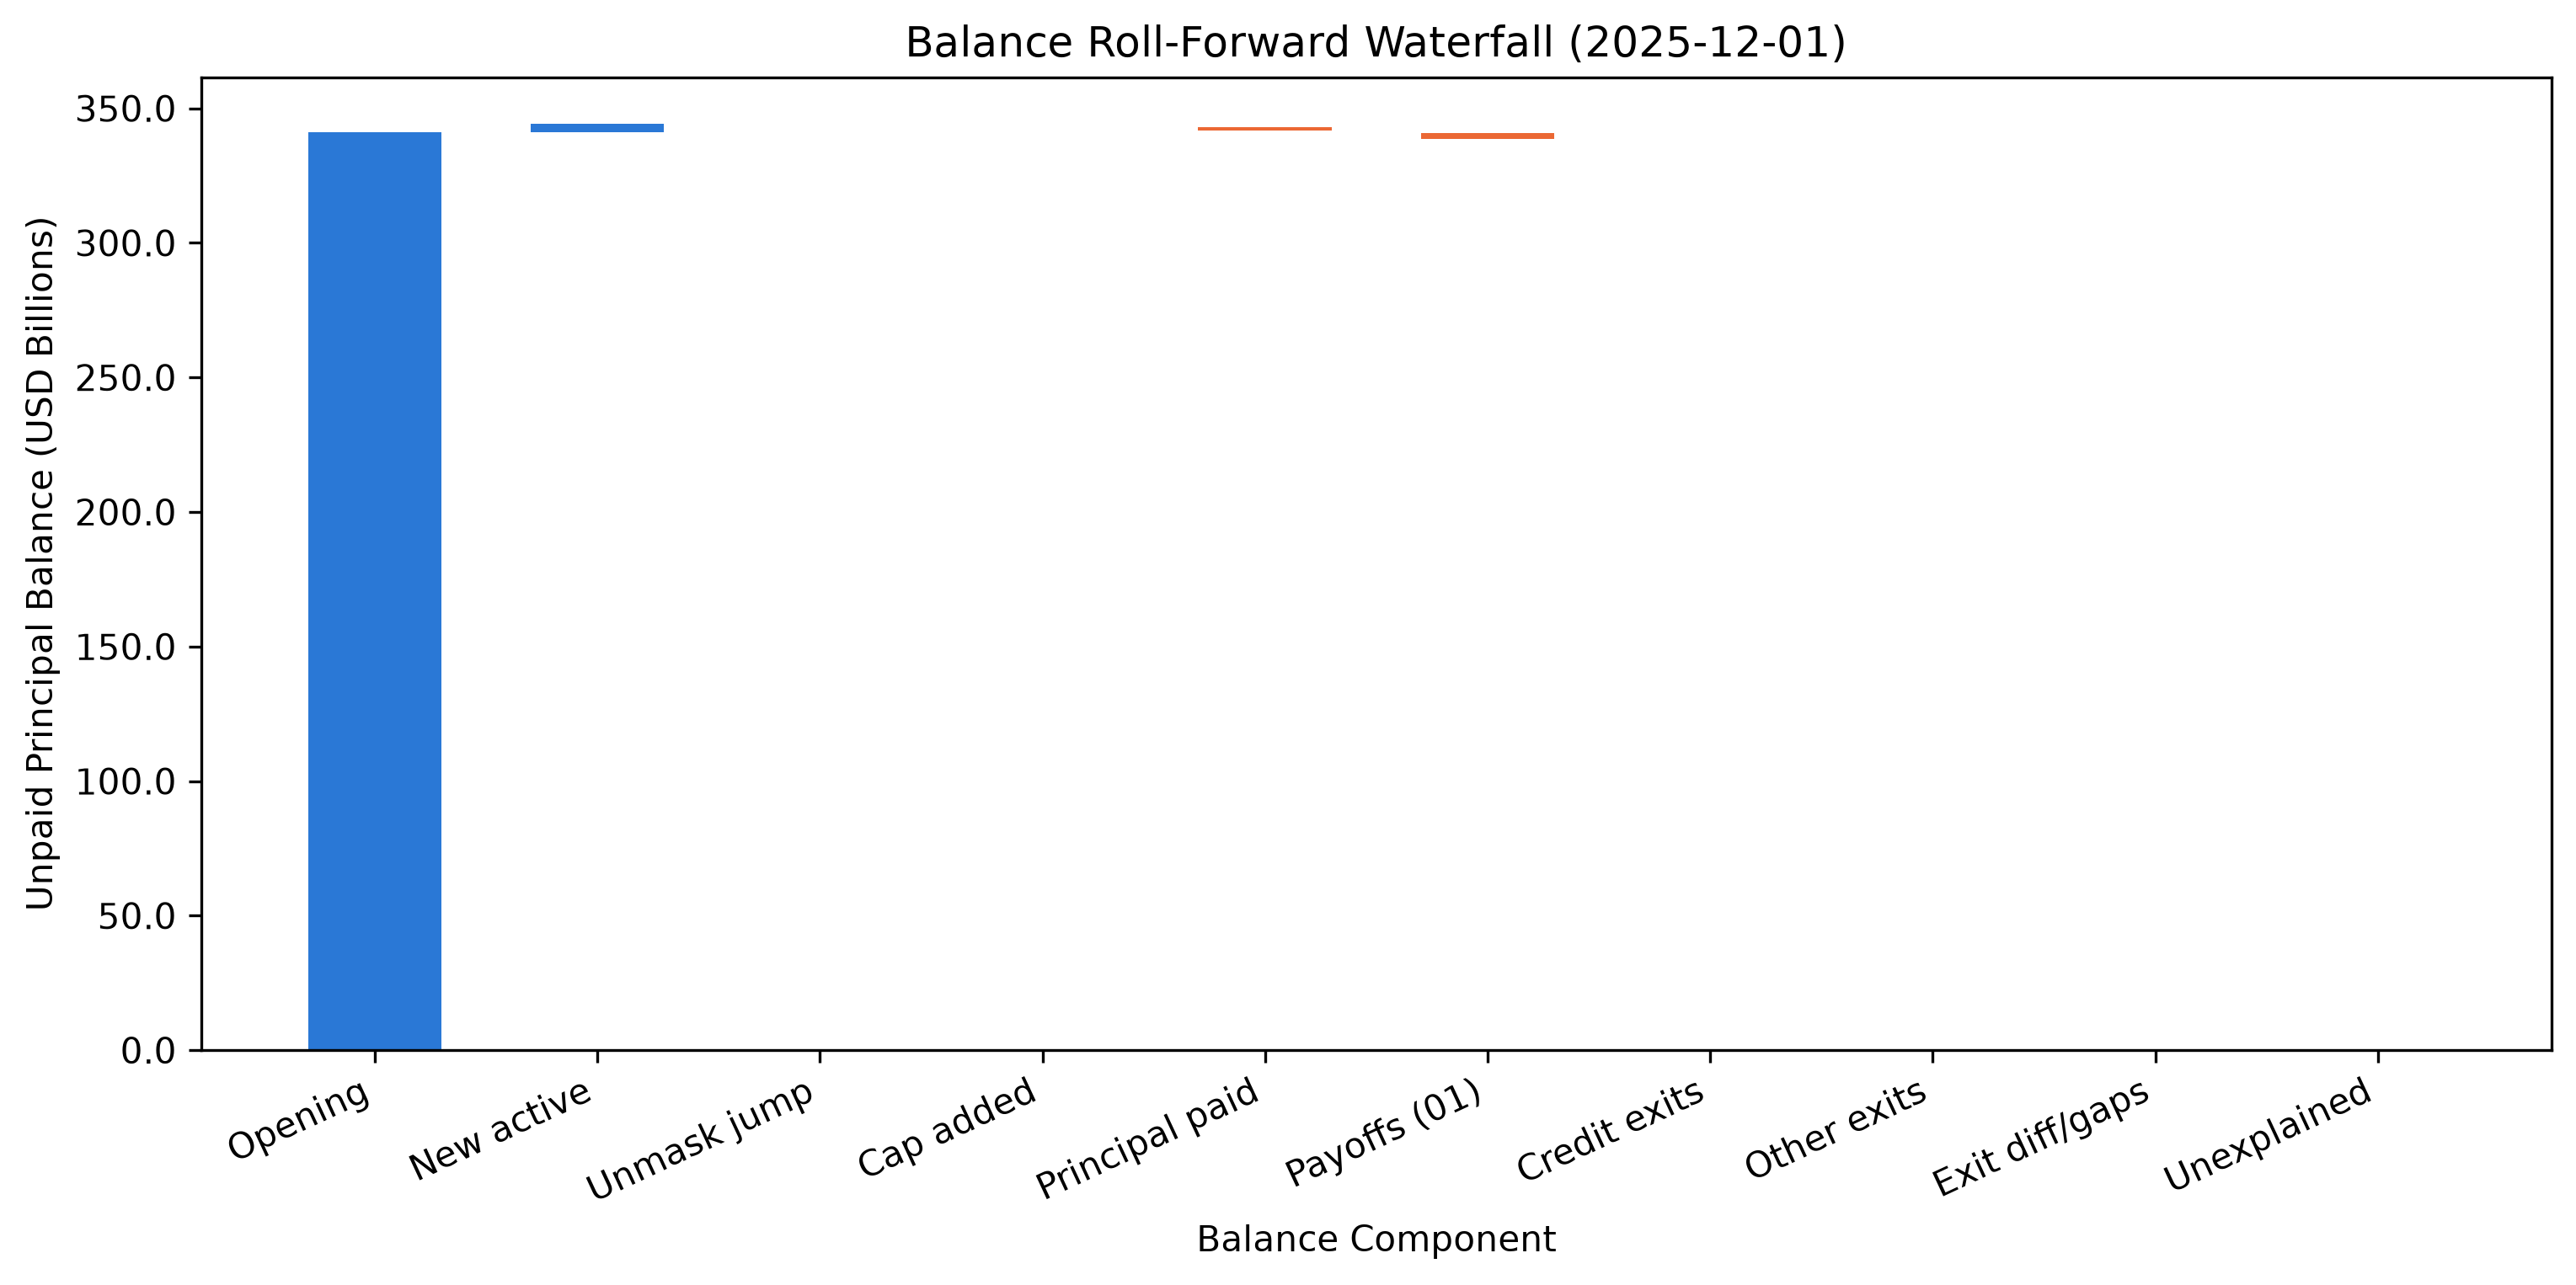 Balance Roll-Forward Waterfall (2025-12-01)
Unpaid Principal Balance (USD Billions)
350.0
300.0
250.0
200.0
150.0
100.0
50.0
0.0
Opening
New active
Unmask jump
Cap added
Principal paid
Payoffs (01)
Credit exits
Other exits
Exit diff/gaps
Unexplained
Balance Component